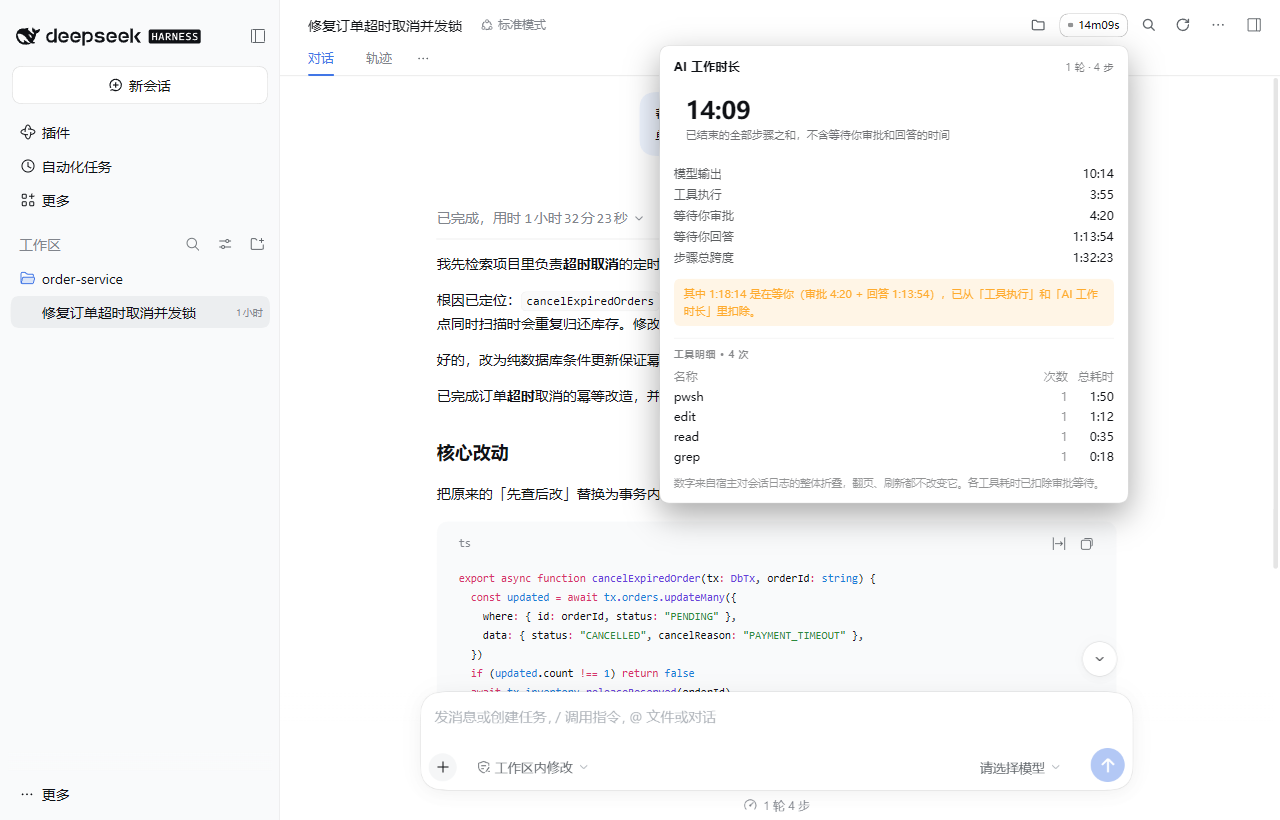 deepseek HARNESS
新会话
插件
自动化任务
更多
工作区
order-service
修复订单超时取消并发锁
1小时
更多
修复订单超时取消并发锁
标准模式
14m09s
对话
轨迹
已完成，用时 1小时32分23秒
我先检索项目里负责超时取消的定时
根因已定位： cancelExpiredOrders
点同时扫描时会重复归还库存。修改
好的，改为纯数据库条件更新保证幂
已完成订单超时取消的幂等改造，并
核心改动
把原来的「先查后改」替换为事务内
AI 工作时长
1 轮 · 4 步
14:09
已结束的全部步骤之和，不含等待你审批和回答的时间
模型输出 10:14
工具执行 3:55
等待你审批 4:20
等待你回答 1:13:54
步骤总跨度 1:32:23
其中 1:18:14 是在等你（审批 4:20 + 回答 1:13:54），已从「工具执行」和「AI 工作
时长」里扣除。
工具明细 • 4 次
名称 次数 总耗时
pwsh 1 1:50
edit 1 1:12
read 1 0:35
grep 1 0:18
数字来自宿主对会话日志的整体折叠，翻页、刷新都不改变它。各工具耗时已扣除审批等待。
ts
export async function cancelExpiredOrder(tx: DbTx, orderId: string) {
const updated = await tx.orders.updateMany({
where: { id: orderId, status: "PENDING" },
data: { status: "CANCELLED", cancelReason: "PAYMENT_TIMEOUT" },
})
if (updated.count !== 1) return false
await tx.inventory.releaseReserved(orderId)
发消息或创建任务, / 调用指令, @ 文件或对话
工作区内修改
请选择模型
1 轮 4 步